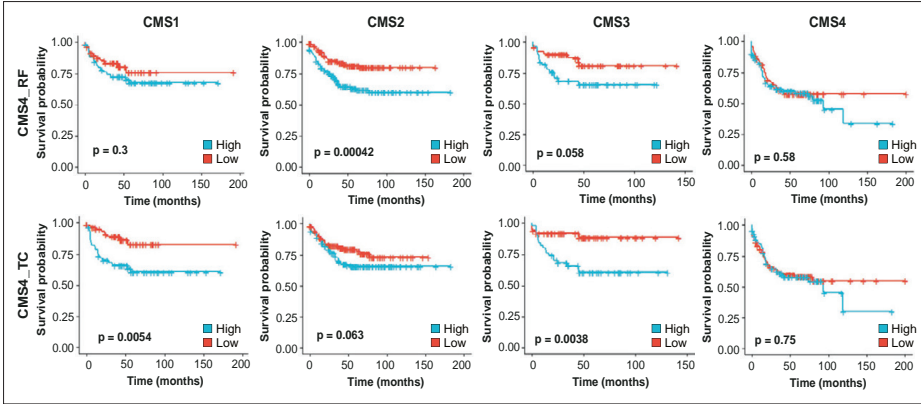 CMS1 CMS2 CMS3 CMS4
CMS4_RF
Survival probability
1.00
0.75
0.50
0.25
0.00
p = 0.3
High
Low
0 50 100 150 200
Time (months)
Survival probability
1.00
0.75
0.50
0.25
0.00
p = 0.00042
High
Low
0 50 100 150 200
Time (months)
Survival probability
1.00
0.75
0.50
0.25
0.00
p = 0.058
High
Low
0 50 100 150
Time (months)
Survival probability
1.00
0.75
0.50
0.25
0.00
p = 0.58
High
Low
0 50 100 150 200
Time (months)
CMS4_TC
Survival probability
1.00
0.75
0.50
0.25
0.00
p = 0.0054
High
Low
0 50 100 150 200
Time (months)
Survival probability
1.00
0.75
0.50
0.25
0.00
p = 0.063
High
Low
0 50 100 150 200
Time (months)
Survival probability
1.00
0.75
0.50
0.25
0.00
p = 0.0038
High
Low
0 50 100 150
Time (months)
Survival probability
1.00
0.75
0.50
0.25
0.00
p = 0.75
High
Low
0 50 100 150 200
Time (months)